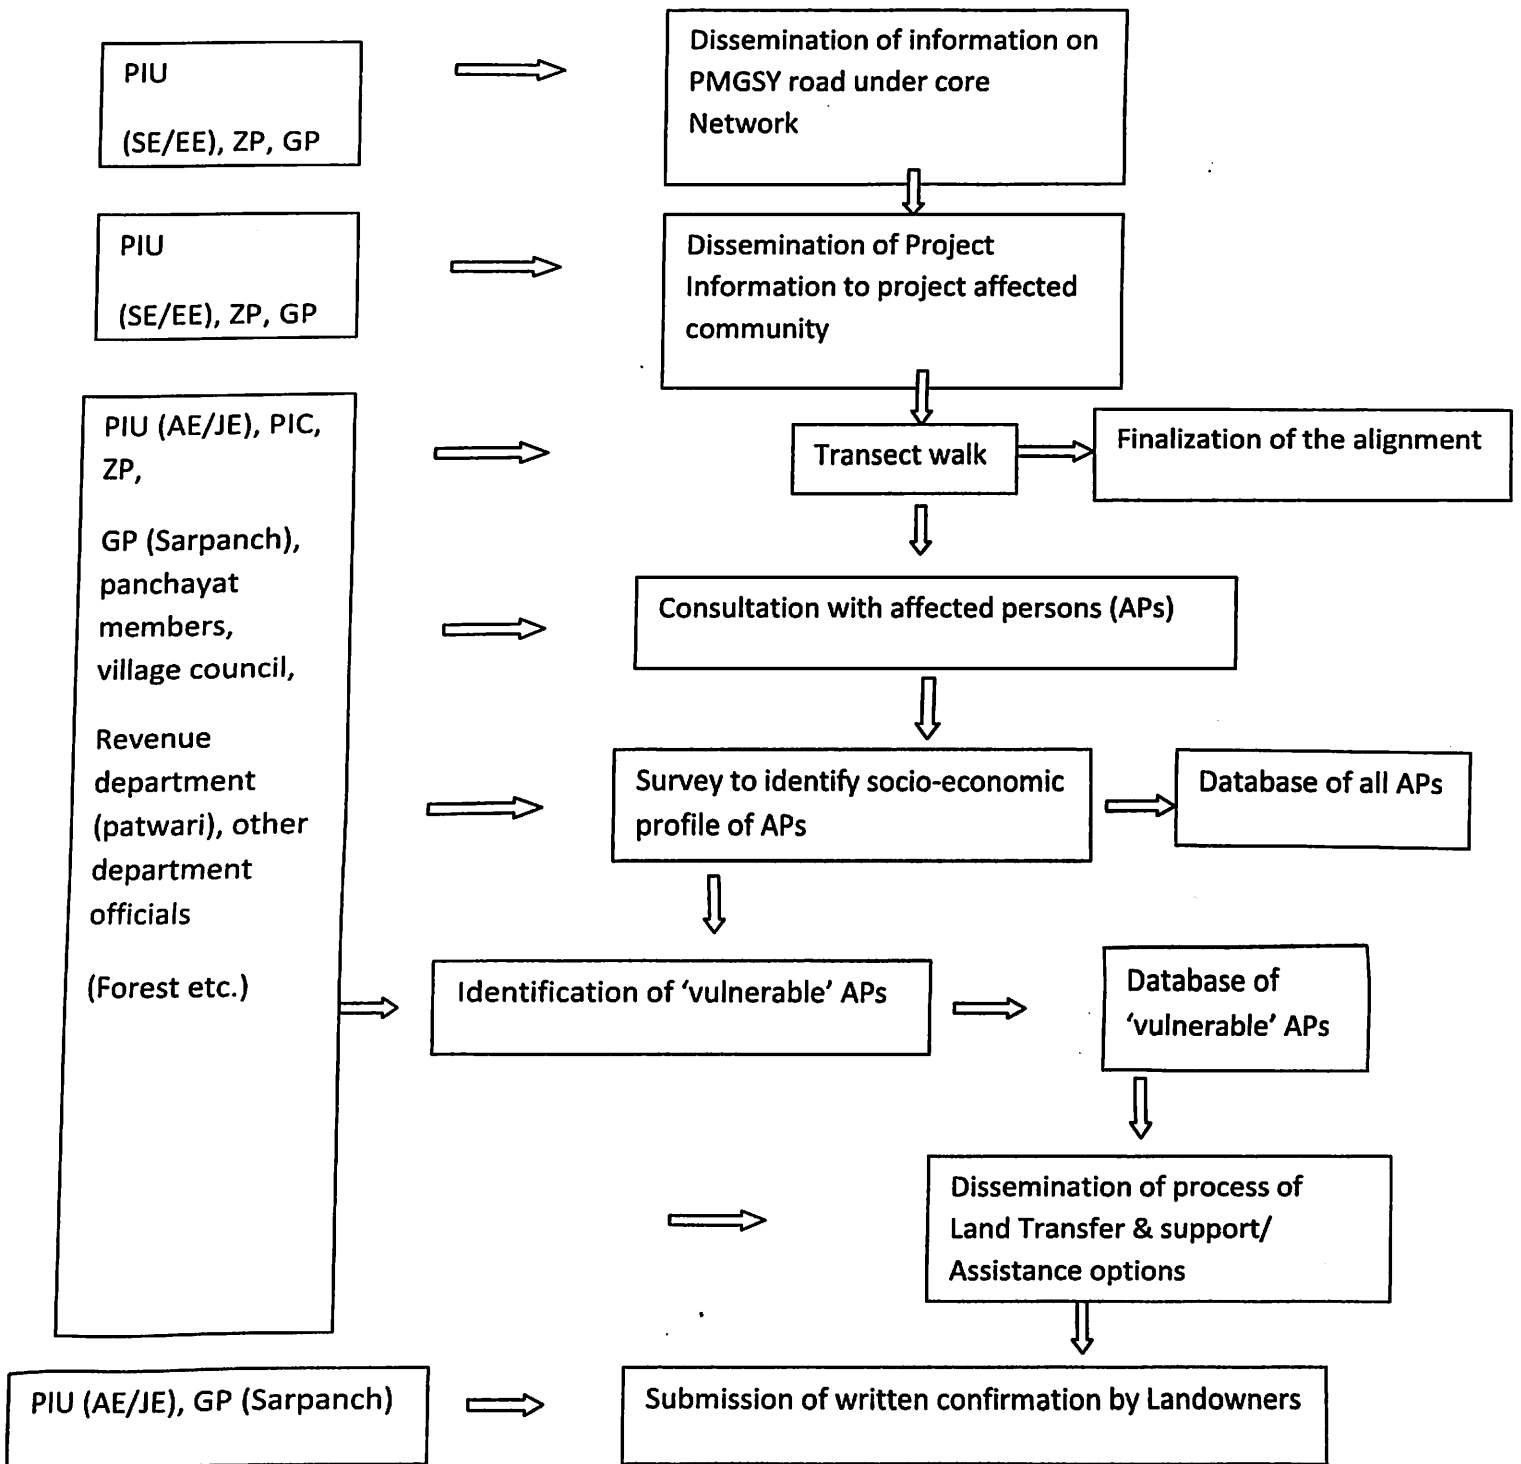 PIU
(SE/EE), ZP, GP
Dissemination of information on
PMGSY road under core
Network
PIU
(SE/EE), ZP, GP
Dissemination of Project
Information to project affected
community
PIU (AE/JE), PIC,
ZP,
GP (Sarpanch),
panchayat
members,
village council,
Revenue
department
(patwari), other
department
officials
(Forest etc.)
Transect walk
Finalization of the alignment
Consultation with affected persons (APs)
Survey to identify socio-economic
profile of APs
Database of all APs
Identification of ‘vulnerable’ APs
Database of
‘vulnerable’ APs
Dissemination of process of
Land Transfer & support/
Assistance options
PIU (AE/JE), GP (Sarpanch)
Submission of written confirmation by Landowners